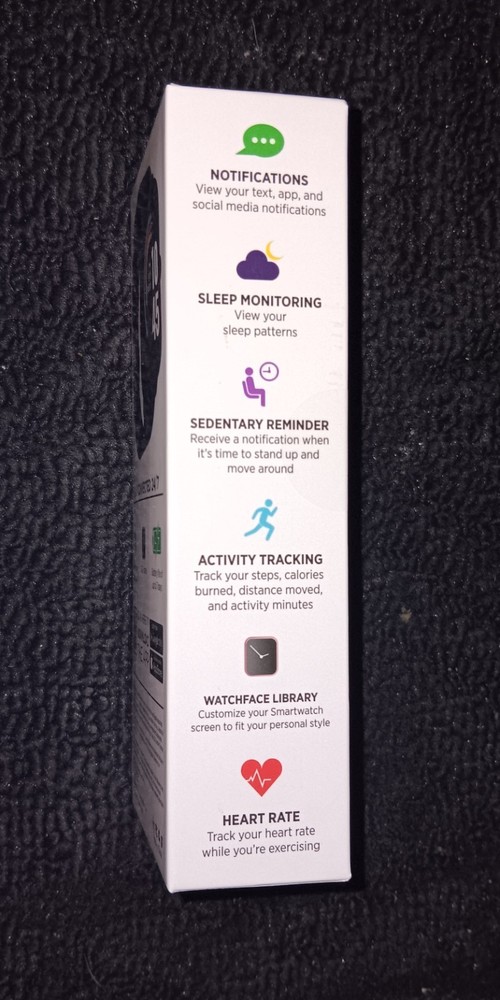 NOTIFICATIONS
View your text, app, and
social media notifications
SLEEP MONITORING
View your
sleep patterns
SEDENTARY REMINDER
Receive a notification when
it's time to stand up and
move around
ACTIVITY TRACKING
Track your steps, calories
burned, distance moved,
and activity minutes
WATCHFACE LIBRARY
Customize your Smartwatch
screen to fit your personal style
HEART RATE
Track your heart rate
while you're exercising